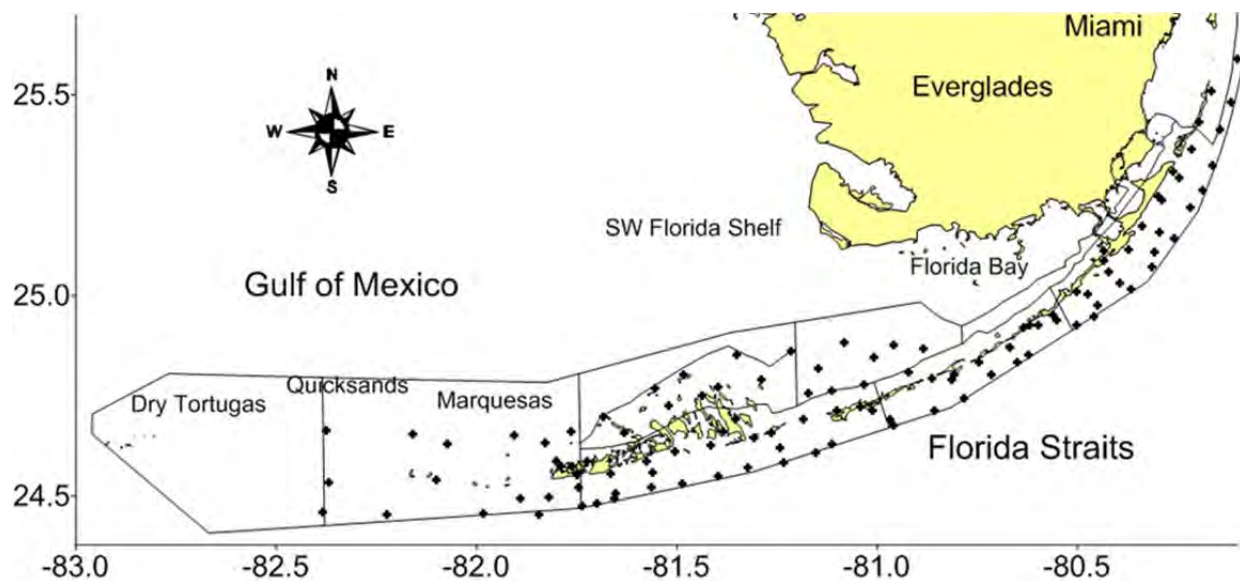 Miami
Everglades
25.5
N
W
E
S
SW Florida Shelf
Florida Bay
Gulf of Mexico
25.0
Quicksands
Dry Tortugas
Marquesas
Florida Straits
24.5
-83.0
-82.5
-82.0
-81.5
-81.0
-80.5